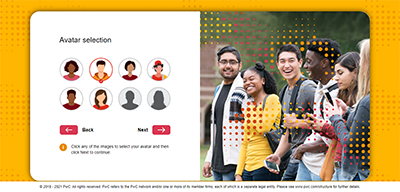 Avatar selection
Back
Next
Click any of the images to select your avatar and then
click Next to continue
© 2018 - 2021 PwC. All rights reserved. PwC refers to the PwC network and/or one or more of its member firms, each of which is a separate legal entity. Please see www.pwc.com/structure for further details.